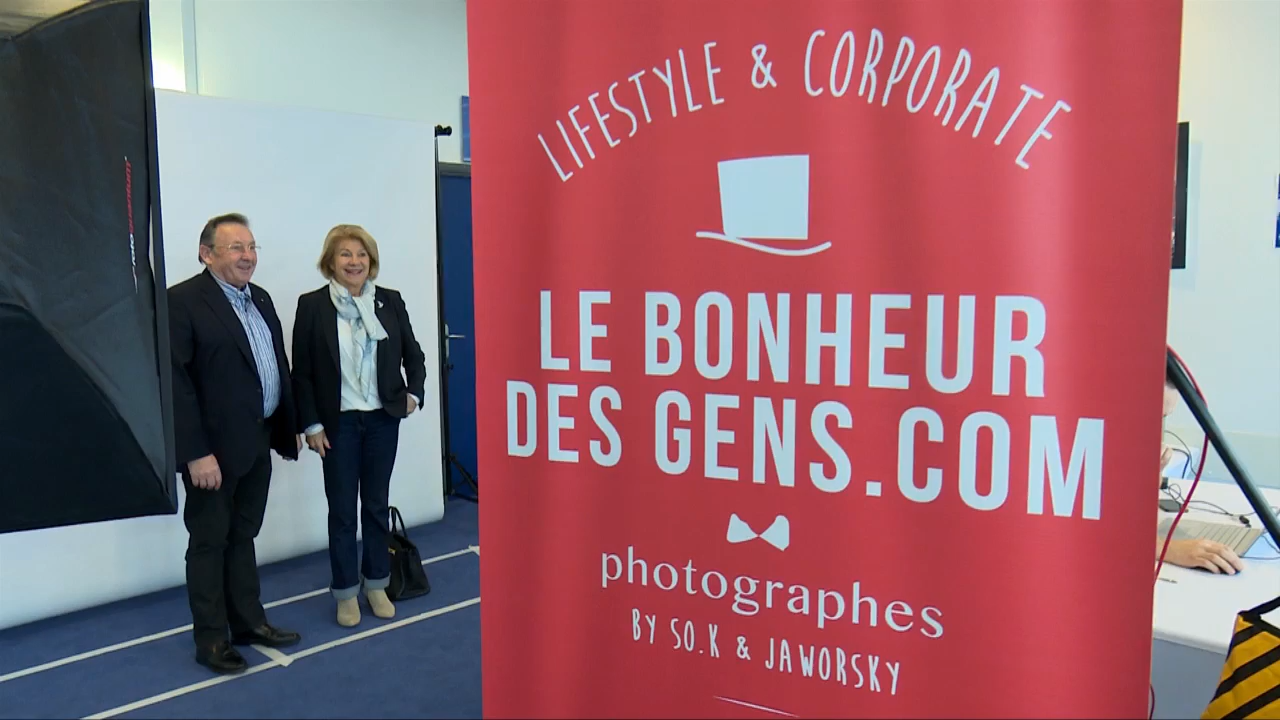 LIFESTYLE & CORPORATE
LE BONHEUR
DES GENS.COM
photographes
BY SO.K & JAWORSKY